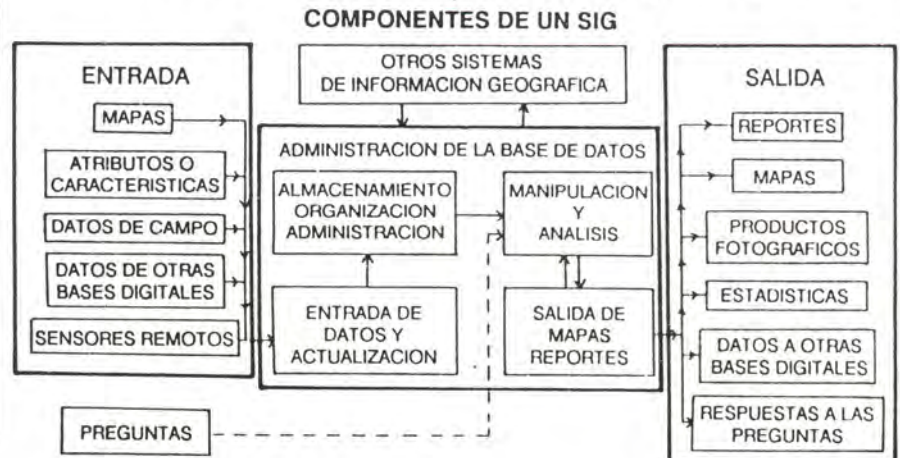 COMPONENTES DE UN SIG
ENTRADA
MAPAS
ATRIBUTOS O
CARACTERISTICAS
DATOS DE CAMPO
DATOS DE OTRAS
BASES DIGITALES
SENSORES REMOTOS
PREGUNTAS
OTROS SISTEMAS
DE INFORMACION GEOGRAFICA
ADMINISTRACION DE LA BASE DE DATOS
ALMACENAMIENTO
ORGANIZACION
ADMINISTRACION
MANIPULACION
Y
ANALISIS
ENTRADA DE
DATOS Y
ACTUALIZACION
SALIDA DE
MAPAS
REPORTES
SALIDA
REPORTES
MAPAS
PRODUCTOS
FOTOGRAFICOS
ESTADISTICAS
DATOS A OTRAS
BASES DIGITALES
RESPUESTAS A LAS
PREGUNTAS